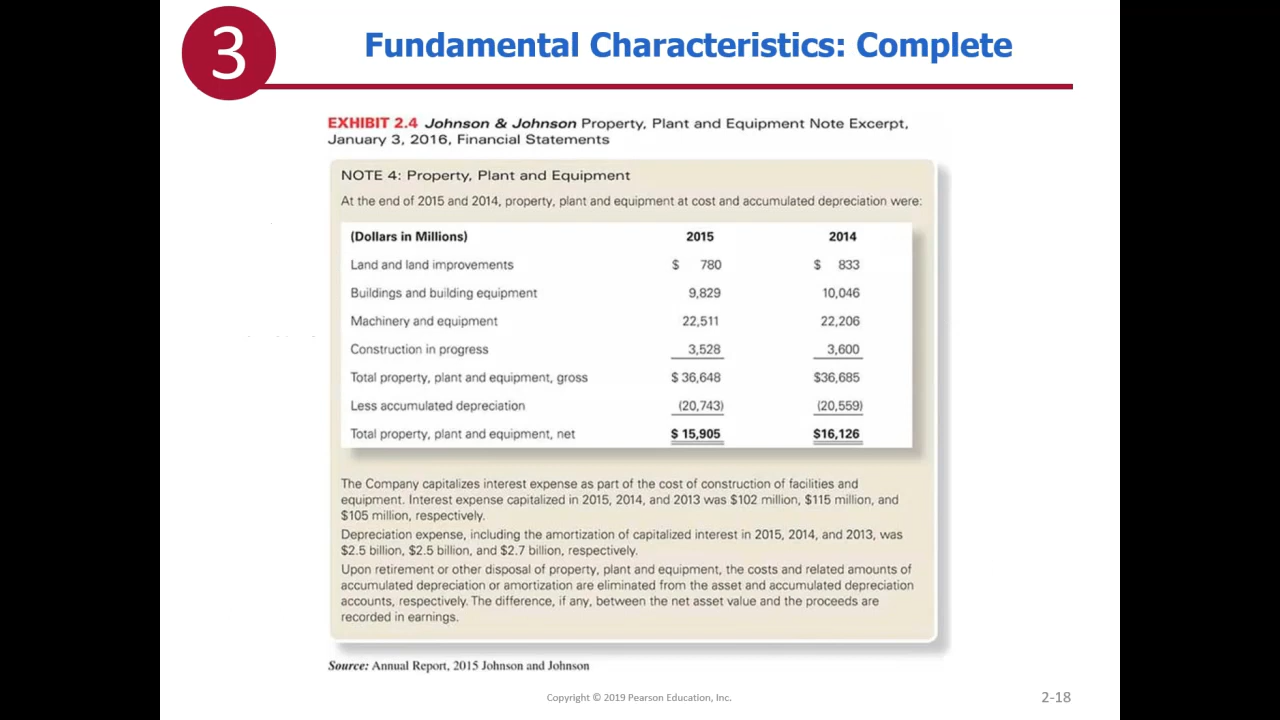 3
Fundamental Characteristics: Complete
EXHIBIT 2.4 Johnson & Johnson Property, Plant and Equipment Note Excerpt,
January 3, 2016, Financial Statements
NOTE 4: Property, Plant and Equipment
At the end of 2015 and 2014, property, plant and equipment at cost and accumulated depreciation were:
(Dollars in Millions) 2015 2014
Land and land improvements $ 780 $ 833
Buildings and building equipment 9,829 10,046
Machinery and equipment 22,511 22,206
Construction in progress 3,528 3,600
Total property, plant and equipment, gross $ 36,648 $36,685
Less accumulated depreciation (20,743) (20,559)
Total property, plant and equipment, net $ 15,905 $16,126
The Company capitalizes interest expense as part of the cost of construction of facilities and
equipment. Interest expense capitalized in 2015, 2014, and 2013 was $102 million, $115 million, and
$105 million, respectively.
Depreciation expense, including the amortization of capitalized interest in 2015, 2014, and 2013, was
$2.5 billion, $2.5 billion, and $2.7 billion, respectively.
Upon retirement or other disposal of property, plant and equipment, the costs and related amounts of
accumulated depreciation or amortization are eliminated from the asset and accumulated depreciation
accounts, respectively. The difference, if any, between the net asset value and the proceeds are
recorded in earnings.
Source: Annual Report, 2015 Johnson and Johnson
Copyright © 2019 Pearson Education, Inc.
2-18